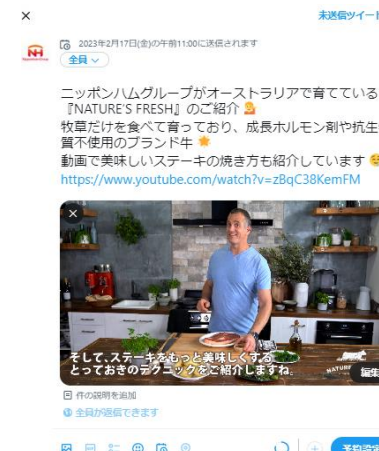 未送信ツイート
2023年2月17日(金)の午前11:00に送信されます
全員
ニッポンハムグループがオーストラリアで育てている
『NATURE'S FRESH』のご紹介
牧草だけを食べて育っており、成長ホルモン剤や抗生
質不使用のブランド牛
動画で美味しいステーキの焼き方も紹介しています
https://www.youtube.com/watch?v=zBqC38KemFM
そして、ステーキをもっと美味しくする
とっておきのテクニックをご紹介しますね。
NATURE
編集
件の説明を追加
全員が返信できます
予約設定